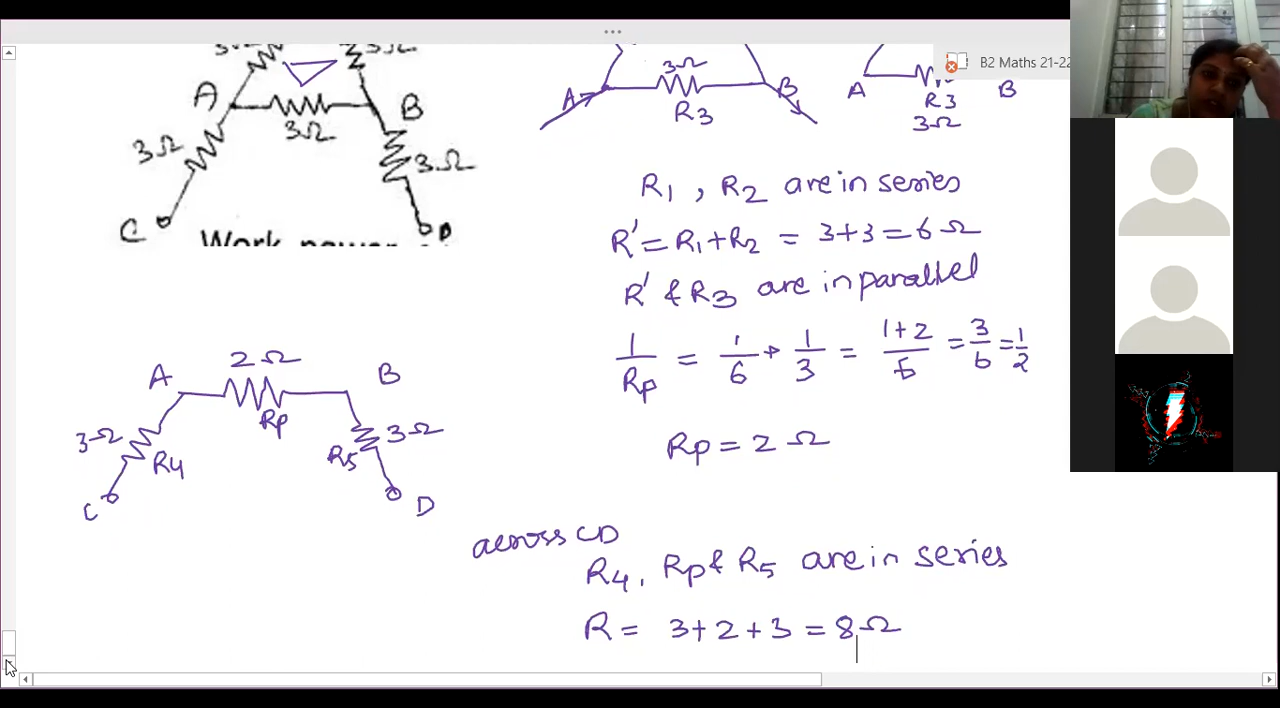 B2 Maths 21-22
A
B
3Ω
3Ω
3Ω
C
3Ω
A
B
R3
A
B
R3
3Ω
R1 , R2 are in series
R' = R1+R2 = 3+3 = 6 Ω
R' & R3 are in parallel
1/Rp = 1/6 + 1/3 = 1+2/6 = 3/6 = 1/2
Rp = 2 Ω
2 Ω
A
B
Rp
3Ω
R4
R5
3Ω
C
D
across CD
R4, Rp & R5 are in series
R = 3+2+3 = 8Ω